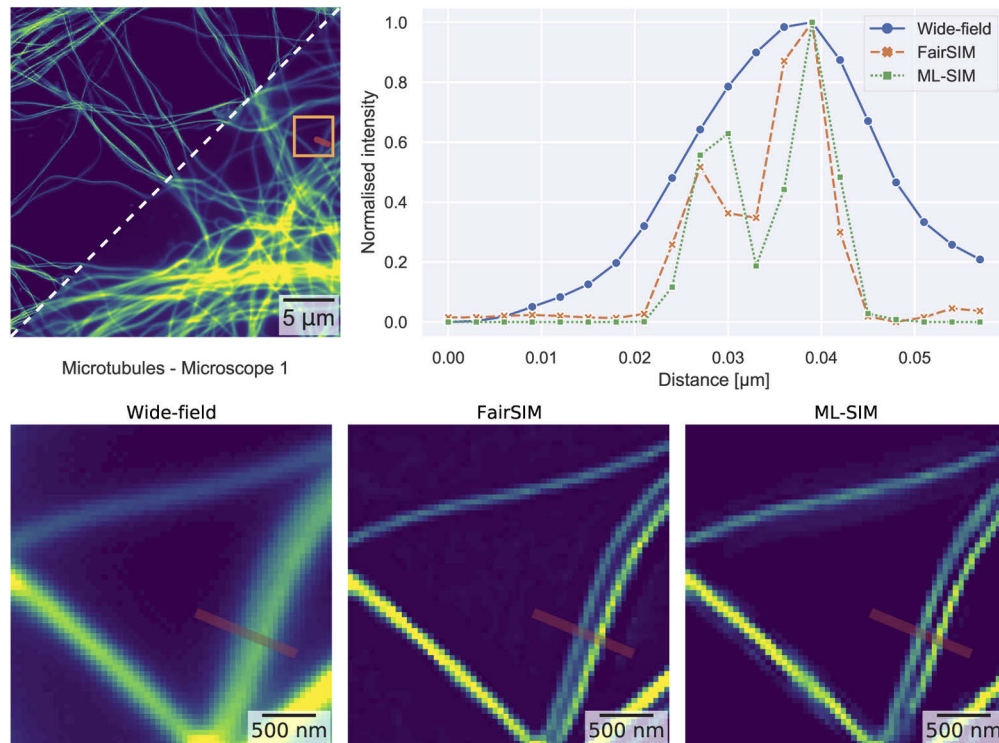 5 μm
Microtubules - Microscope 1
Normalised intensity
1.0
0.8
0.6
0.4
0.2
0.0
0.00
0.01
0.02
0.03
0.04
0.05
Distance [μm]
Wide-field
FairSIM
ML-SIM
Wide-field
FairSIM
ML-SIM
500 nm
500 nm
500 nm